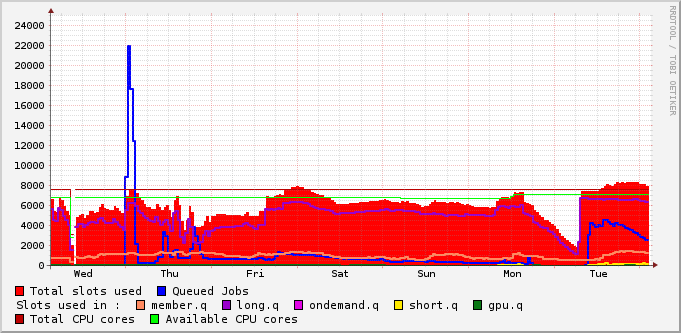 RRDTOOL / TOBI OETIKER
24000
22000
20000
18000
16000
14000
12000
10000
8000
6000
4000
2000
0
Wed Thu Fri Sat Sun Mon Tue
Total slots used Queued Jobs
Slots used in : member.q long.q ondemand.q short.q gpu.q
Total CPU cores Available CPU cores